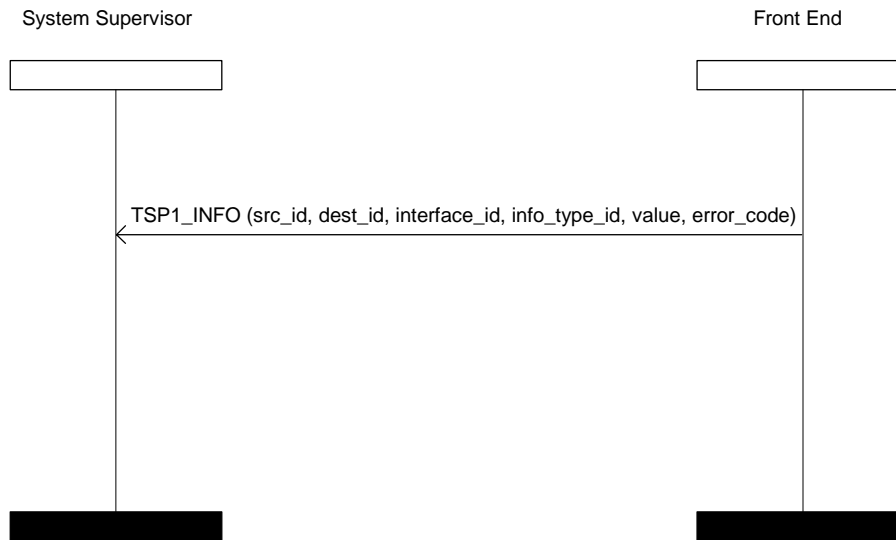 System Supervisor
Front End
TSP1_INFO (src_id, dest_id, interface_id, info_type_id, value, error_code)